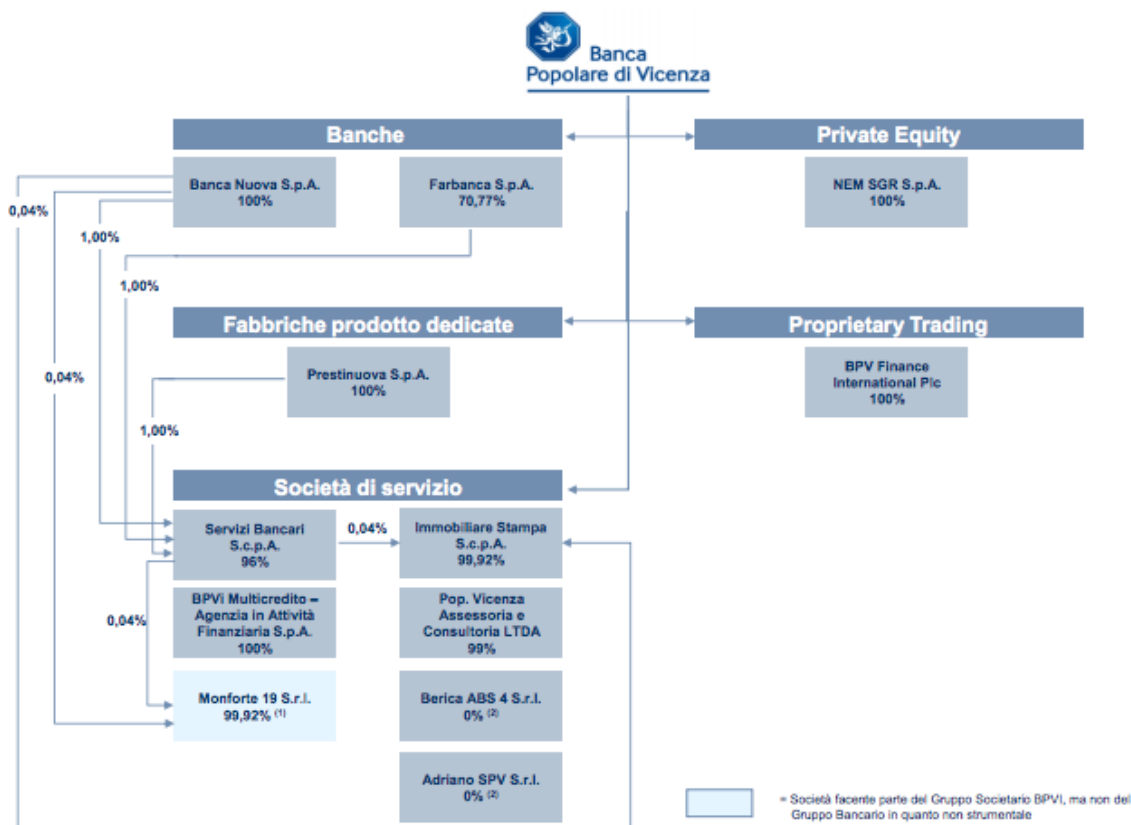 Banca
Popolare di Vicenza
Banche
Private Equity
Banca Nuova S.p.A.
100%
Farbanca S.p.A.
70,77%
NEM SGR S.p.A.
100%
0,04%
1,00%
1,00%
Fabbriche prodotto dedicate
Proprietary Trading
Prestinuova S.p.A.
100%
BPV Finance
International Plc
100%
0,04%
1,00%
Società di servizio
Servizi Bancari
S.c.p.A.
96%
0,04%
Immobiliare Stampa
S.c.p.A.
99,92%
BPVi Multicredito –
Agenzia in Attività
Finanziaria S.p.A.
100%
Pop. Vicenza
Assessoria e
Consultoria LTDA
99%
0,04%
Monforte 19 S.r.l.
99,92% (1)
Berica ABS 4 S.r.l.
0% (2)
Adriano SPV S.r.l.
0% (2)
= Società facente parte del Gruppo Societario BPVI, ma non del
Gruppo Bancario in quanto non strumentale